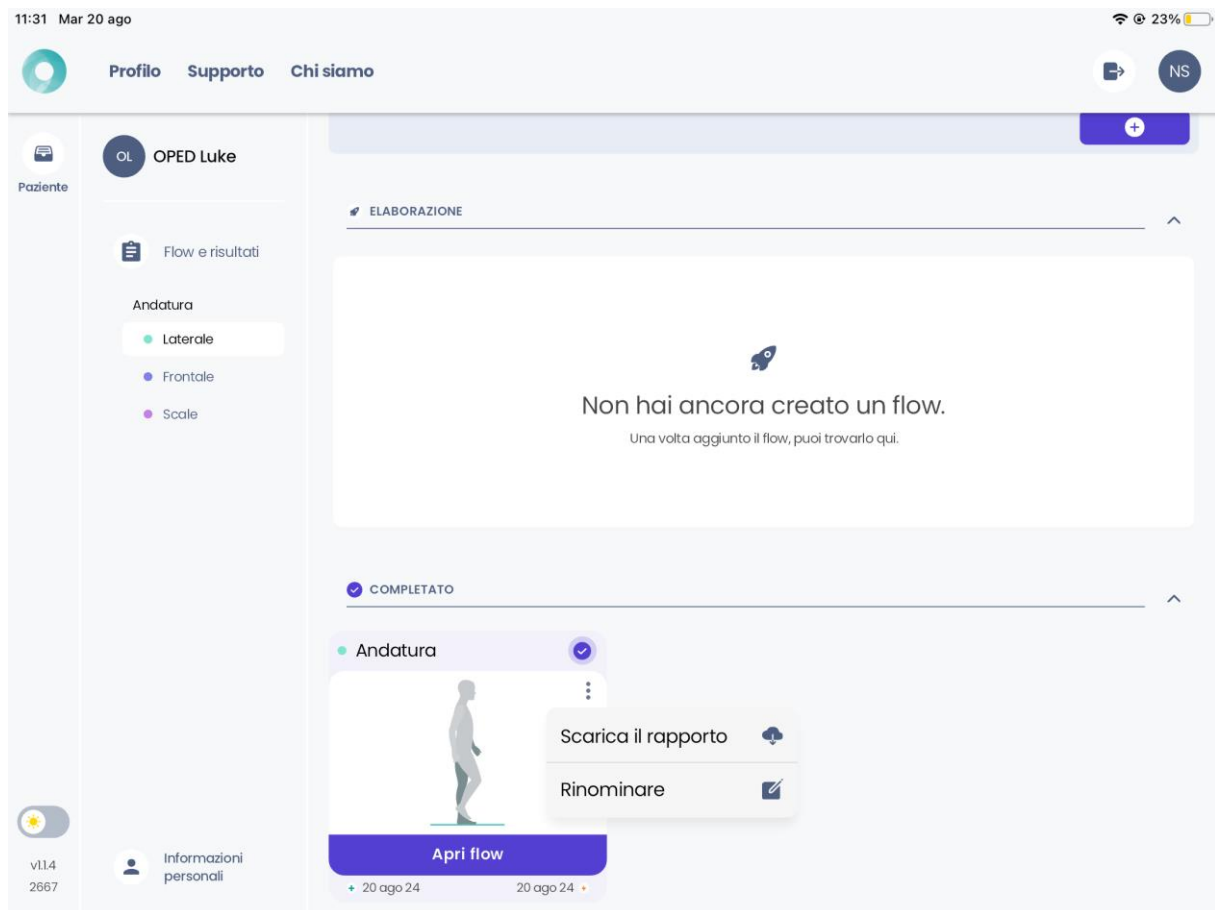 11:31 Mar 20 ago
23%
Profilo Supporto Chi siamo
NS
Paziente
OL OPED Luke
Flow e risultati
Andatura
Laterale
Frontale
Scale
ELABORAZIONE
Non hai ancora creato un flow.
Una volta aggiunto il flow, puoi trovarlo qui.
COMPLETATO
Andatura
Scarica il rapporto
Rinominare
Apri flow
20 ago 24 20 ago 24
Informazioni
personali
v1.1.4
2667